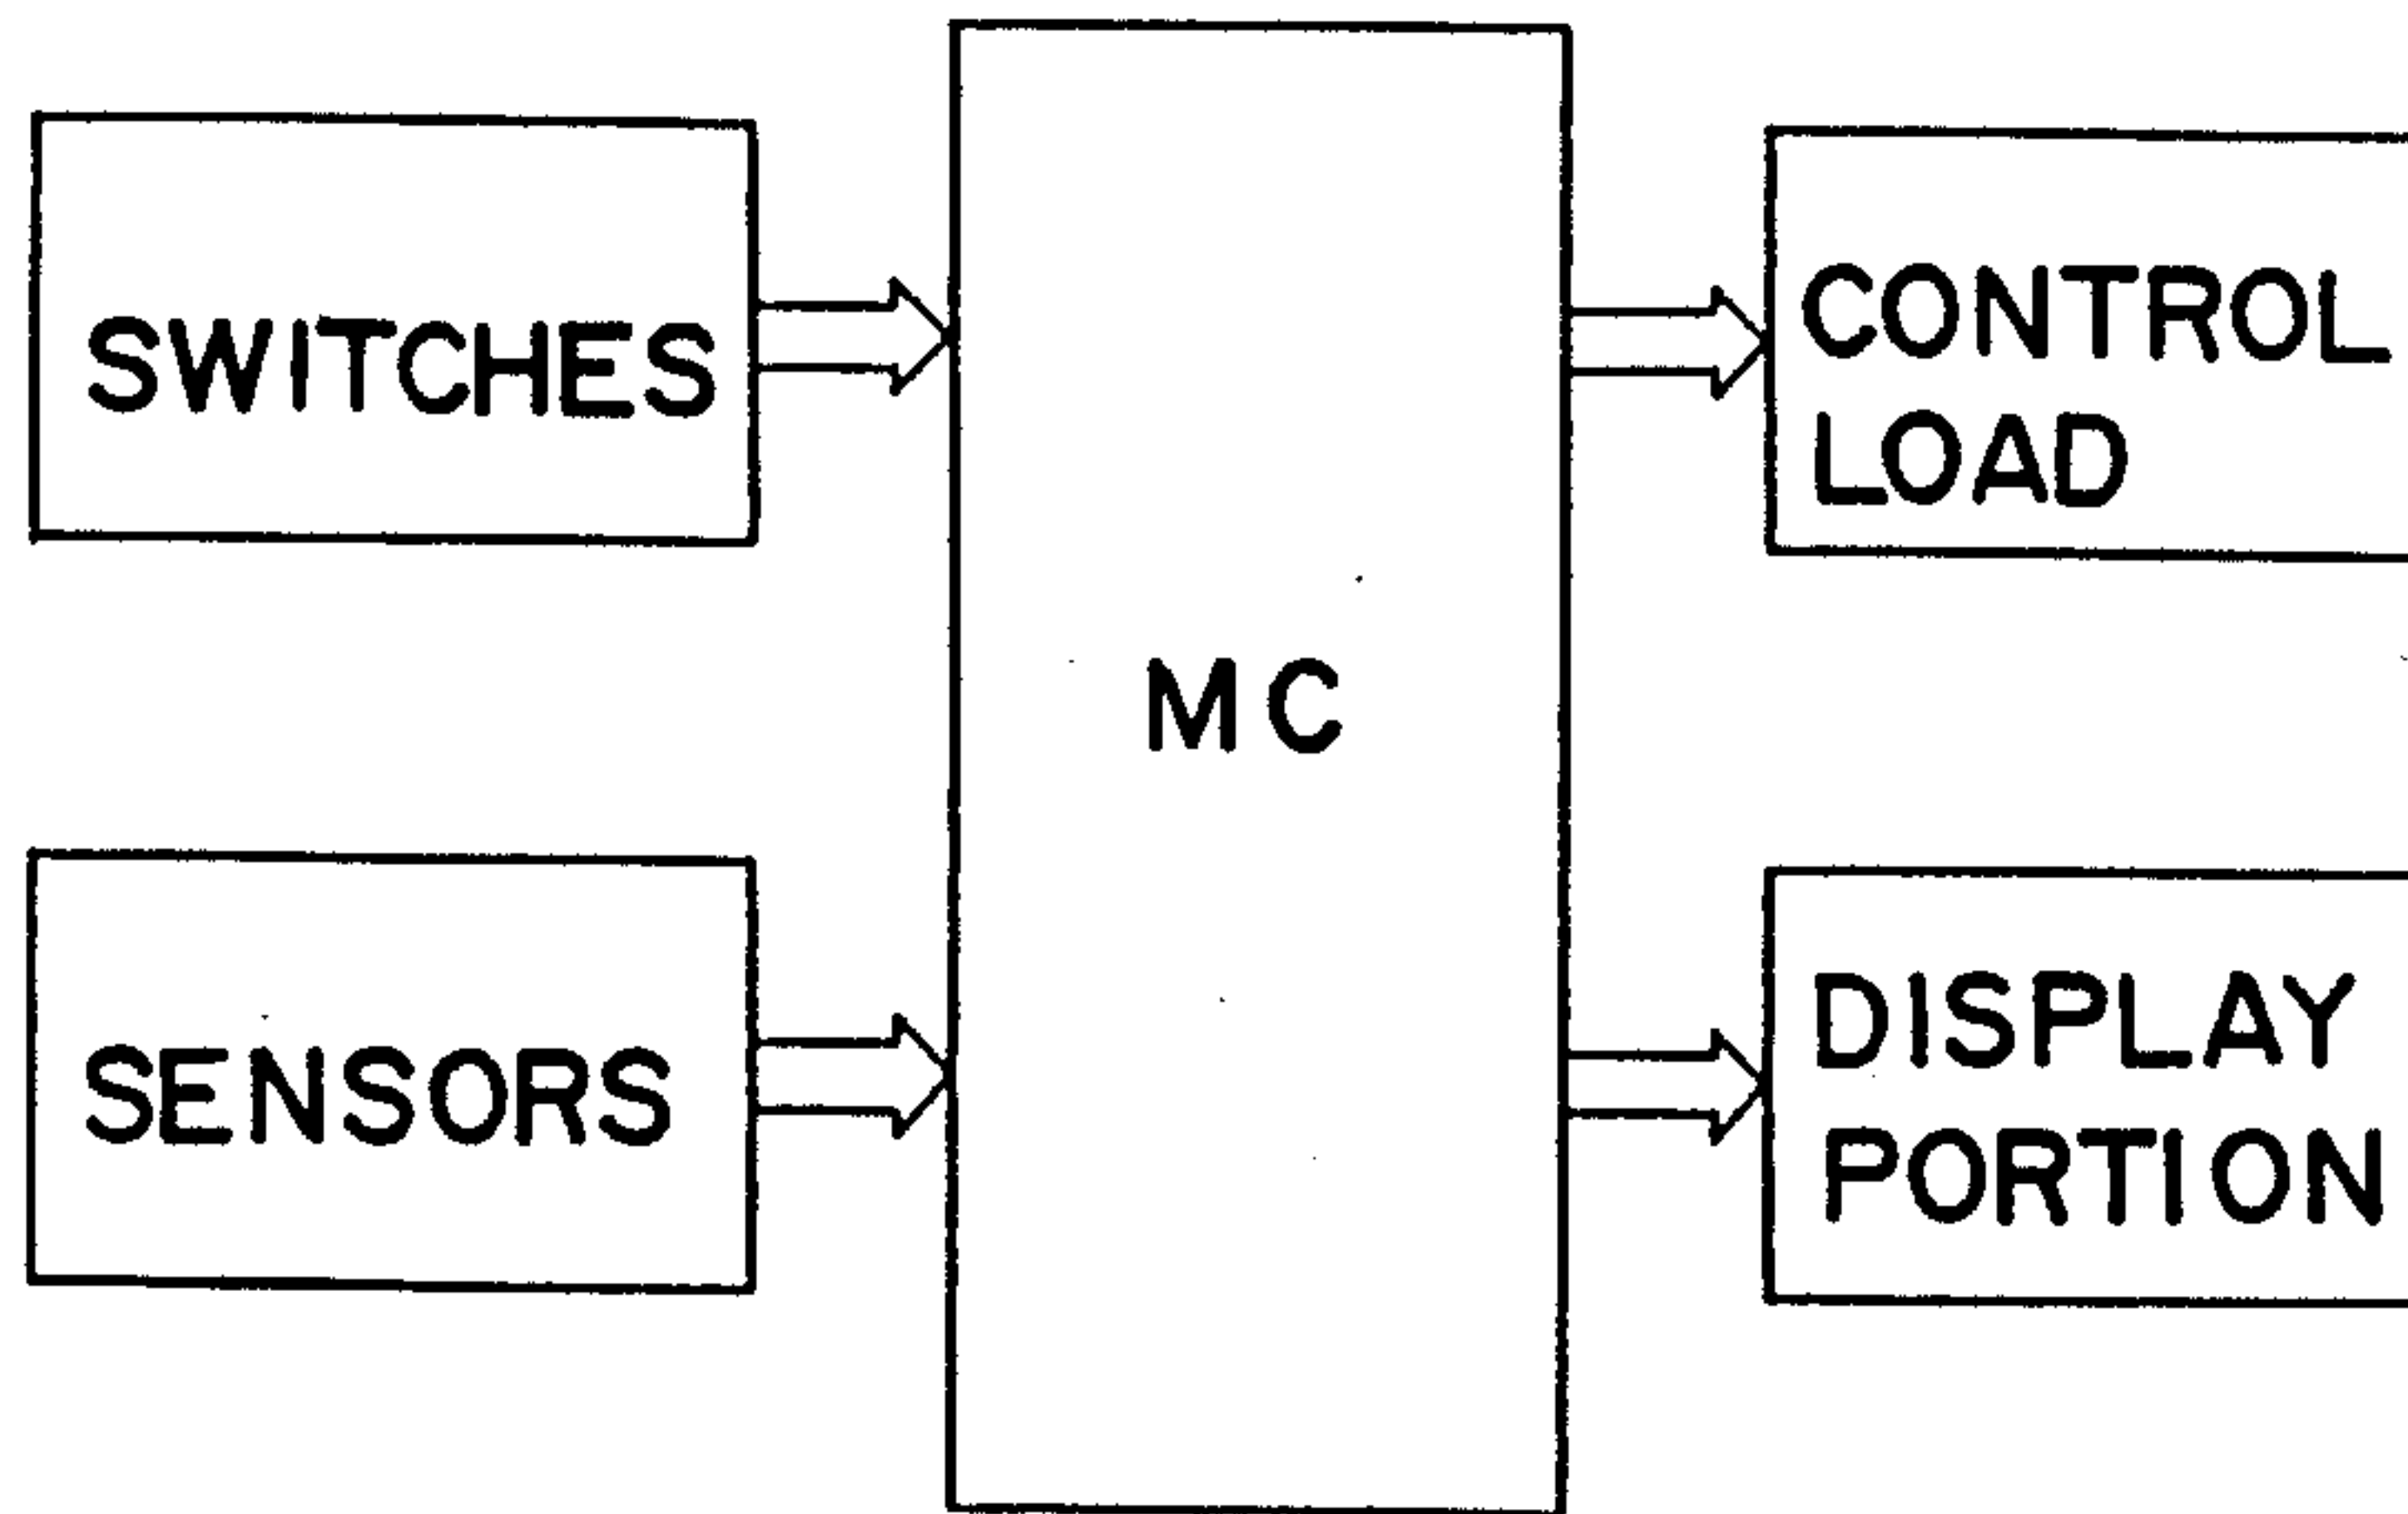 SWITCHES
SENSORS
MC
CONTROL
LOAD
DISPLAY
PORTION